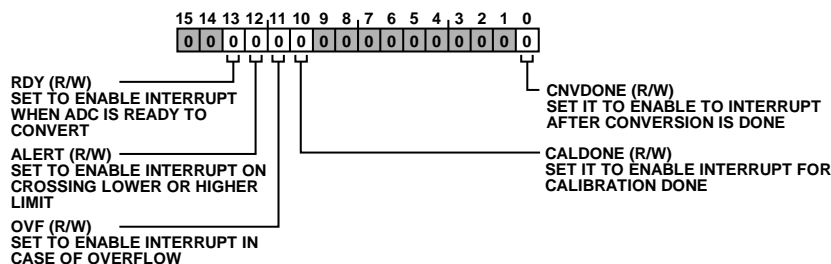 15 14 13 12 11 10 9 8 7 6 5 4 3 2 1 0
0 0 0 0 0 0 0 0 0 0 0 0 0 0 0 0
RDY (R/W)
SET TO ENABLE INTERRUPT
WHEN ADC IS READY TO
CONVERT
ALERT (R/W)
SET TO ENABLE INTERRUPT ON
CROSSING LOWER OR HIGHER
LIMIT
OVF (R/W)
SET TO ENABLE INTERRUPT IN
CASE OF OVERFLOW
CNVDONE (R/W)
SET IT TO ENABLE TO INTERRUPT
AFTER CONVERSION IS DONE
CALDONE (R/W)
SET IT TO ENABLE INTERRUPT FOR
CALIBRATION DONE